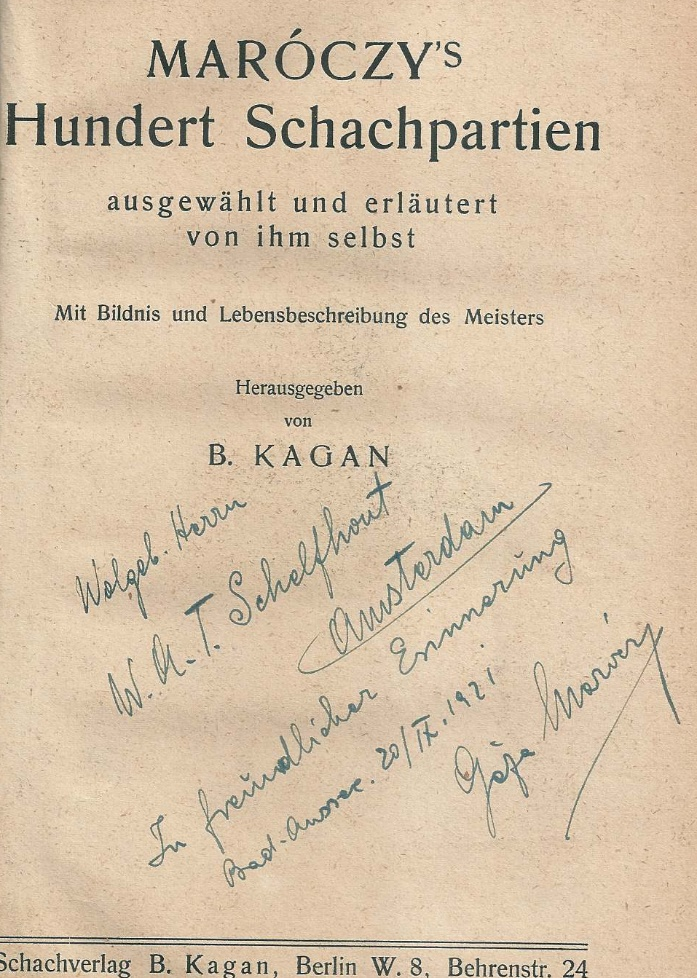 MARÓCZY'S
Hundert Schachpartien
ausgewählt und erläutert
von ihm selbst
Mit Bildnis und Lebensbeschreibung des Meisters
Herausgegeben
von
B. KAGAN
Wolgeb. Herrn
W. A. T. Schelfhout
Amsterdam
In freundlicher Erinnerung
Bad-Aussee. 20/IX. 1921
Géza Maróczy
Schachverlag B. Kagan, Berlin W. 8, Behrenstr. 24